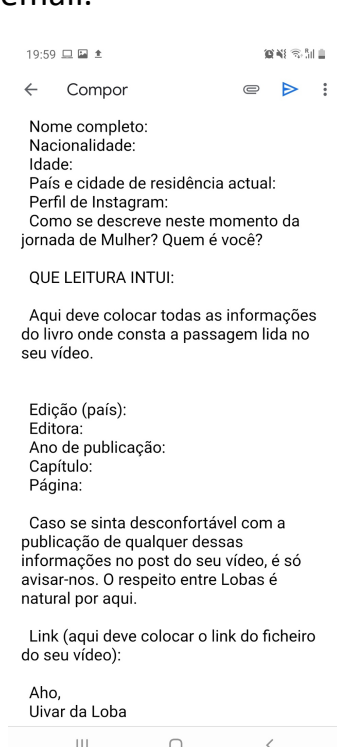 email.
19:59
Compor
Nome completo:
Nacionalidade:
Idade:
País e cidade de residência actual:
Perfil de Instagram:
Como se descreve neste momento da
jornada de Mulher? Quem é você?
QUE LEITURA INTUI:
Aqui deve colocar todas as informações
do livro onde consta a passagem lida no
seu vídeo.
Edição (país):
Editora:
Ano de publicação:
Capítulo:
Página:
Caso se sinta desconfortável com a
publicação de qualquer dessas
informações no post do seu vídeo, é só
avisar-nos. O respeito entre Lobas é
natural por aqui.
Link (aqui deve colocar o link do ficheiro
do seu vídeo):
Aho,
Uivar da Loba